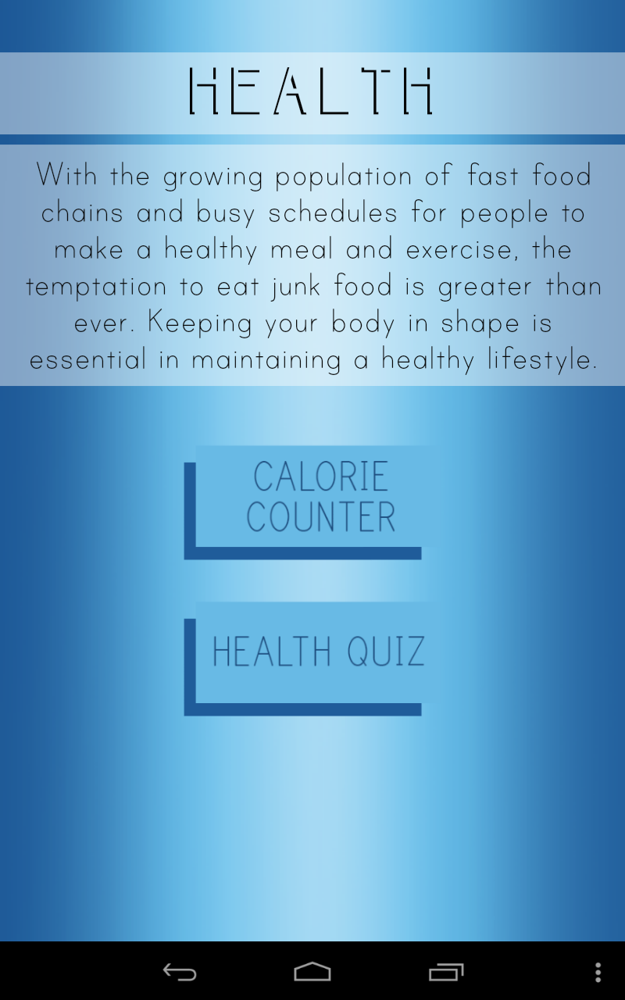 HEALTH
With the growing population of fast food
chains and busy schedules for people to
make a healthy meal and exercise, the
temptation to eat junk food is greater than
ever. Keeping your body in shape is
essential in maintaining a healthy lifestyle.
CALORIE
COUNTER
HEALTH QUIZ